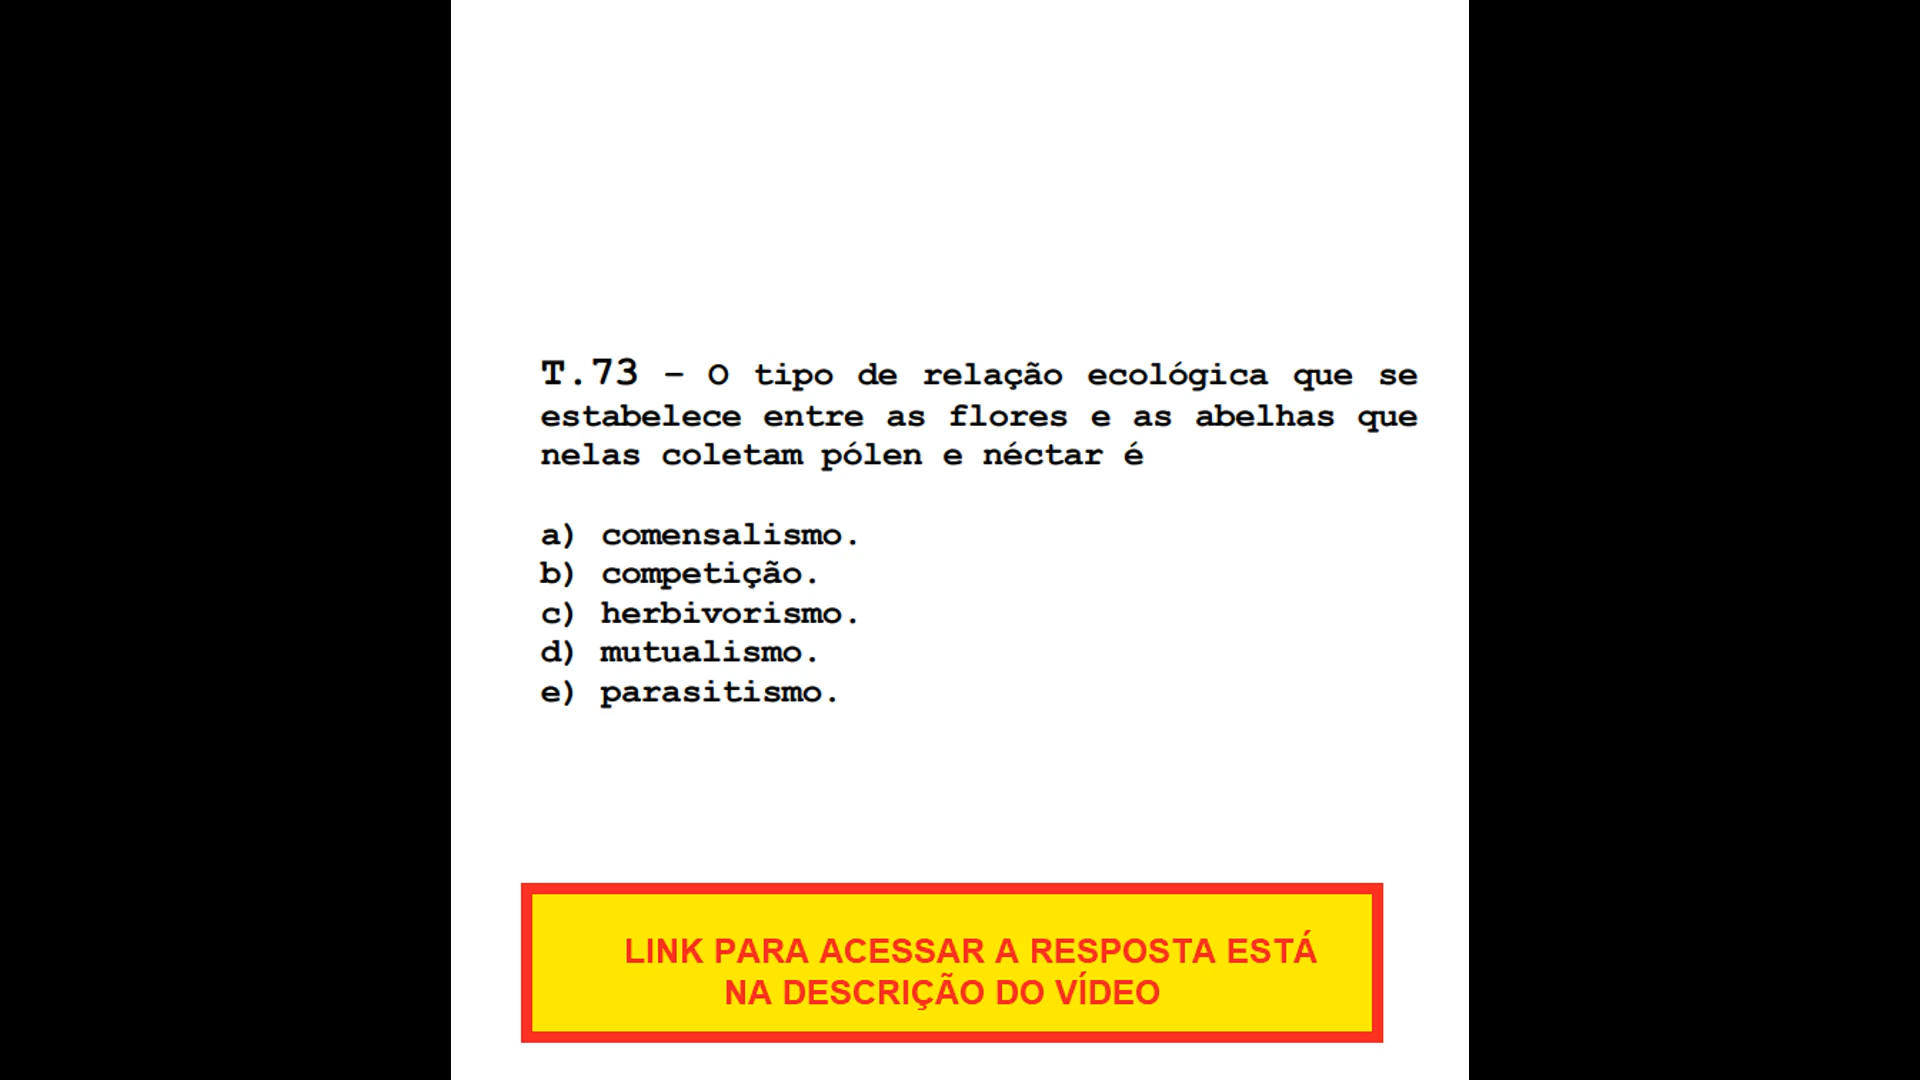 T.73 – O tipo de relação ecológica que se
estabelece entre as flores e as abelhas que
nelas coletam pólen e néctar é
a) comensalismo.
b) competição.
c) herbivorismo.
d) mutualismo.
e) parasitismo.
LINK PARA ACESSAR A RESPOSTA ESTÁ
NA DESCRIÇÃO DO VÍDEO